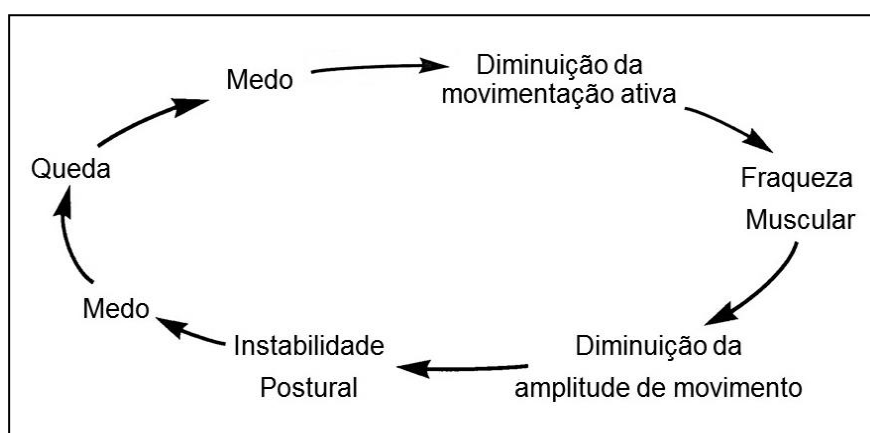 Medo
Diminuição da
movimentação ativa
Fraqueza
Muscular
Diminuição da
amplitude de movimento
Instabilidade
Postural
Medo
Queda